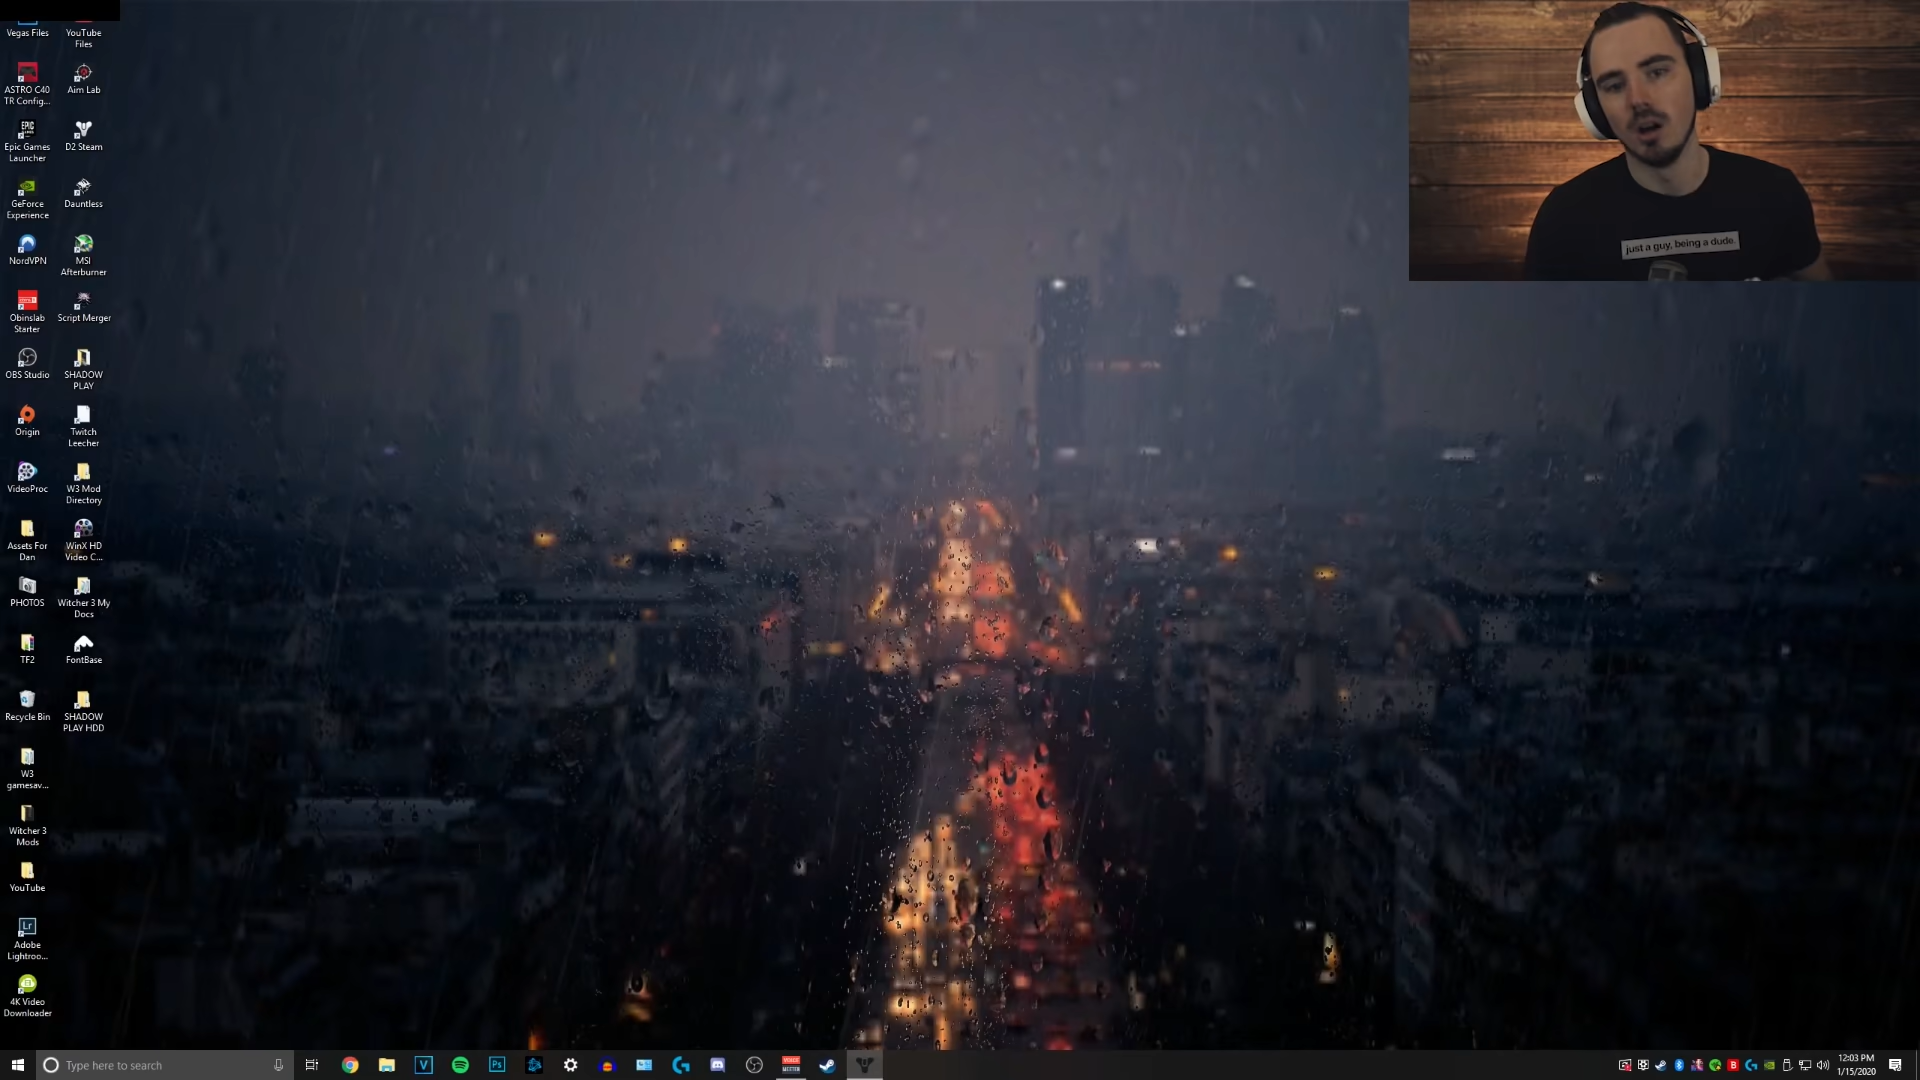 Vegas Files
YouTube
Files
ASTRO C40
TR Config...
Aim Lab
EPIC
Epic Games
Launcher
D2 Steam
GeForce
Experience
Dauntless
NordVPN
MSI
Afterburner
Obinslab
Starter
Script Merger
OBS Studio
SHADOW
PLAY
Origin
Twitch
Leecher
VideoProc
W3 Mod
Directory
Assets For
Dan
WinX HD
Video C...
PHOTOS
Witcher 3 My
Docs
TF2
FontBase
Recycle Bin
SHADOW
PLAY HDD
W3
gamesav...
Witcher 3
Mods
YouTube
Lr
Adobe
Lightroo...
4K Video
Downloader
just a guy, being a dude.
Type here to search
V
Ps
12:03 PM
1/15/2020